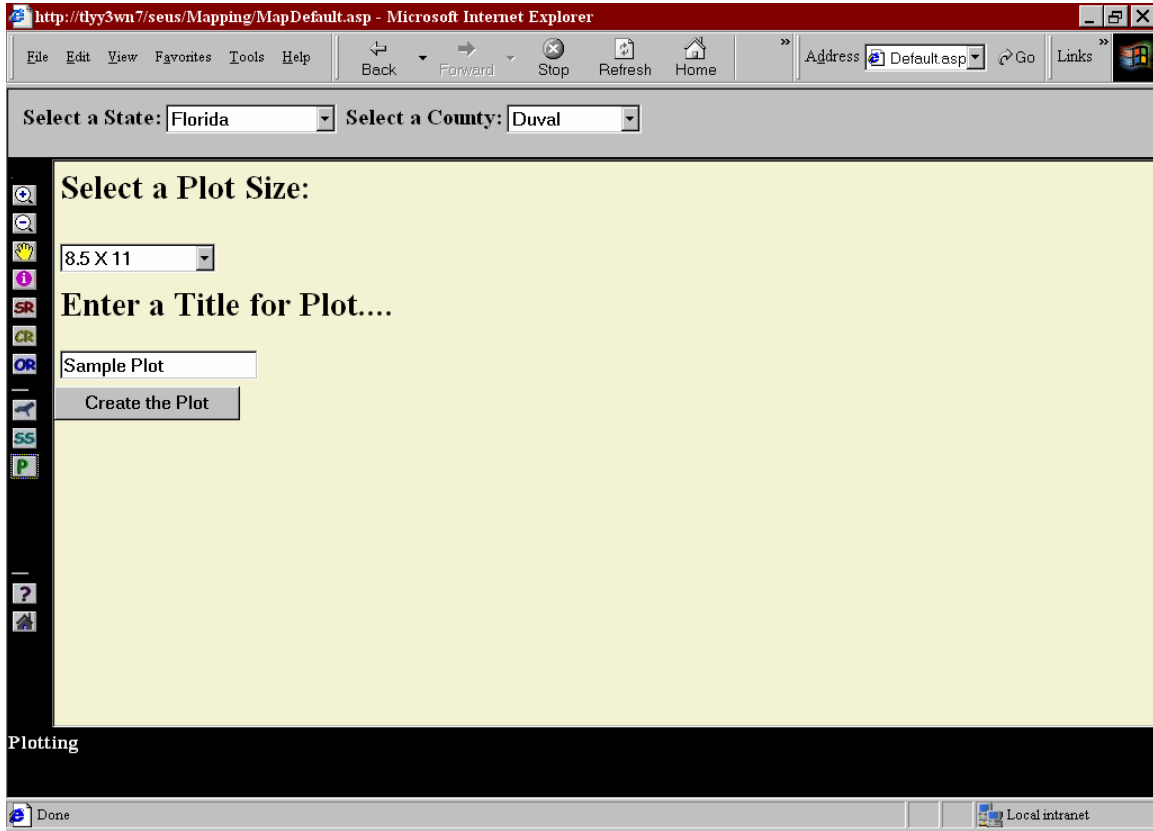 http://tlyy3wn7/seus/Mapping/MapDefault.asp - Microsoft Internet Explorer
File Edit View Favorites Tools Help Back Forward Stop Refresh Home » Address Default.asp Go Links »
Select a State: Florida Select a County: Duval
Select a Plot Size:
8.5 X 11
SR
Enter a Title for Plot....
CR
OR
Sample Plot
Create the Plot
SS
P
?
Plotting
Done Local intranet